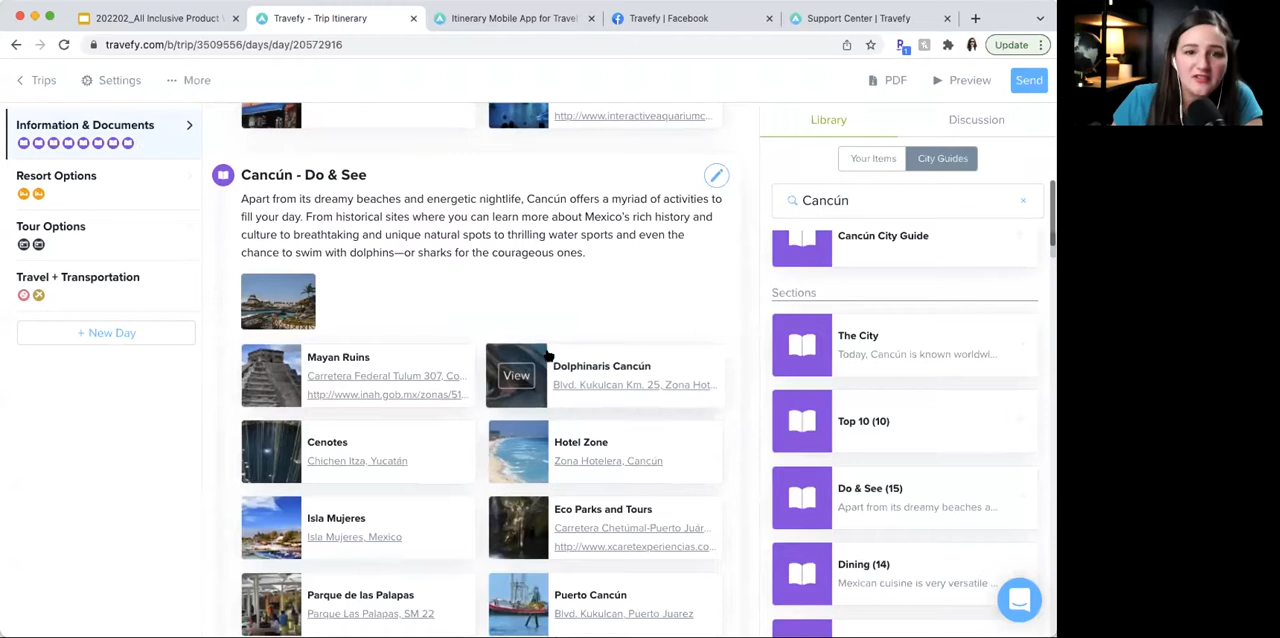 202202_All Inclusive Product
Travefy - Trip Itinerary
Itinerary Mobile App for Travel
Travefy | Facebook
Support Center | Travefy
travefy.com/b/trip/3509556/days/day/20572916
Update
Trips
Settings
More
PDF
Preview
Send
Information & Documents
Resort Options
Tour Options
Travel + Transportation
+ New Day
http://www.interactiveaquariumc...
Cancún - Do & See
Apart from its dreamy beaches and energetic nightlife, Cancún offers a myriad of activities to
fill your day. From historical sites where you can learn more about Mexico's rich history and
culture to breathtaking and unique natural spots to thrilling water sports and even the
chance to swim with dolphins—or sharks for the courageous ones.
Mayan Ruins
Carretera Federal Tulum 307, Co...
http://www.inah.gob.mx/zonas/51...
View
Dolphinaris Cancún
Blvd. Kukulcan Km. 25, Zona Hot...
Cenotes
Chichen Itza, Yucatán
Hotel Zone
Zona Hotelera, Cancún
Isla Mujeres
Isla Mujeres, Mexico
Eco Parks and Tours
Carretera Chetúmal-Puerto Juár...
http://www.xcaretexperiencias.co...
Parque de las Palapas
Parque Las Palapas, SM 22
Puerto Cancún
Blvd. Kukulcan, Puerto Juarez
Library
Discussion
Your Items
City Guides
Cancún
Cancún City Guide
Sections
The City
Today, Cancún is known worldwi...
Top 10 (10)
Do & See (15)
Apart from its dreamy beaches a...
Dining (14)
Mexican cuisine is very versatile ...